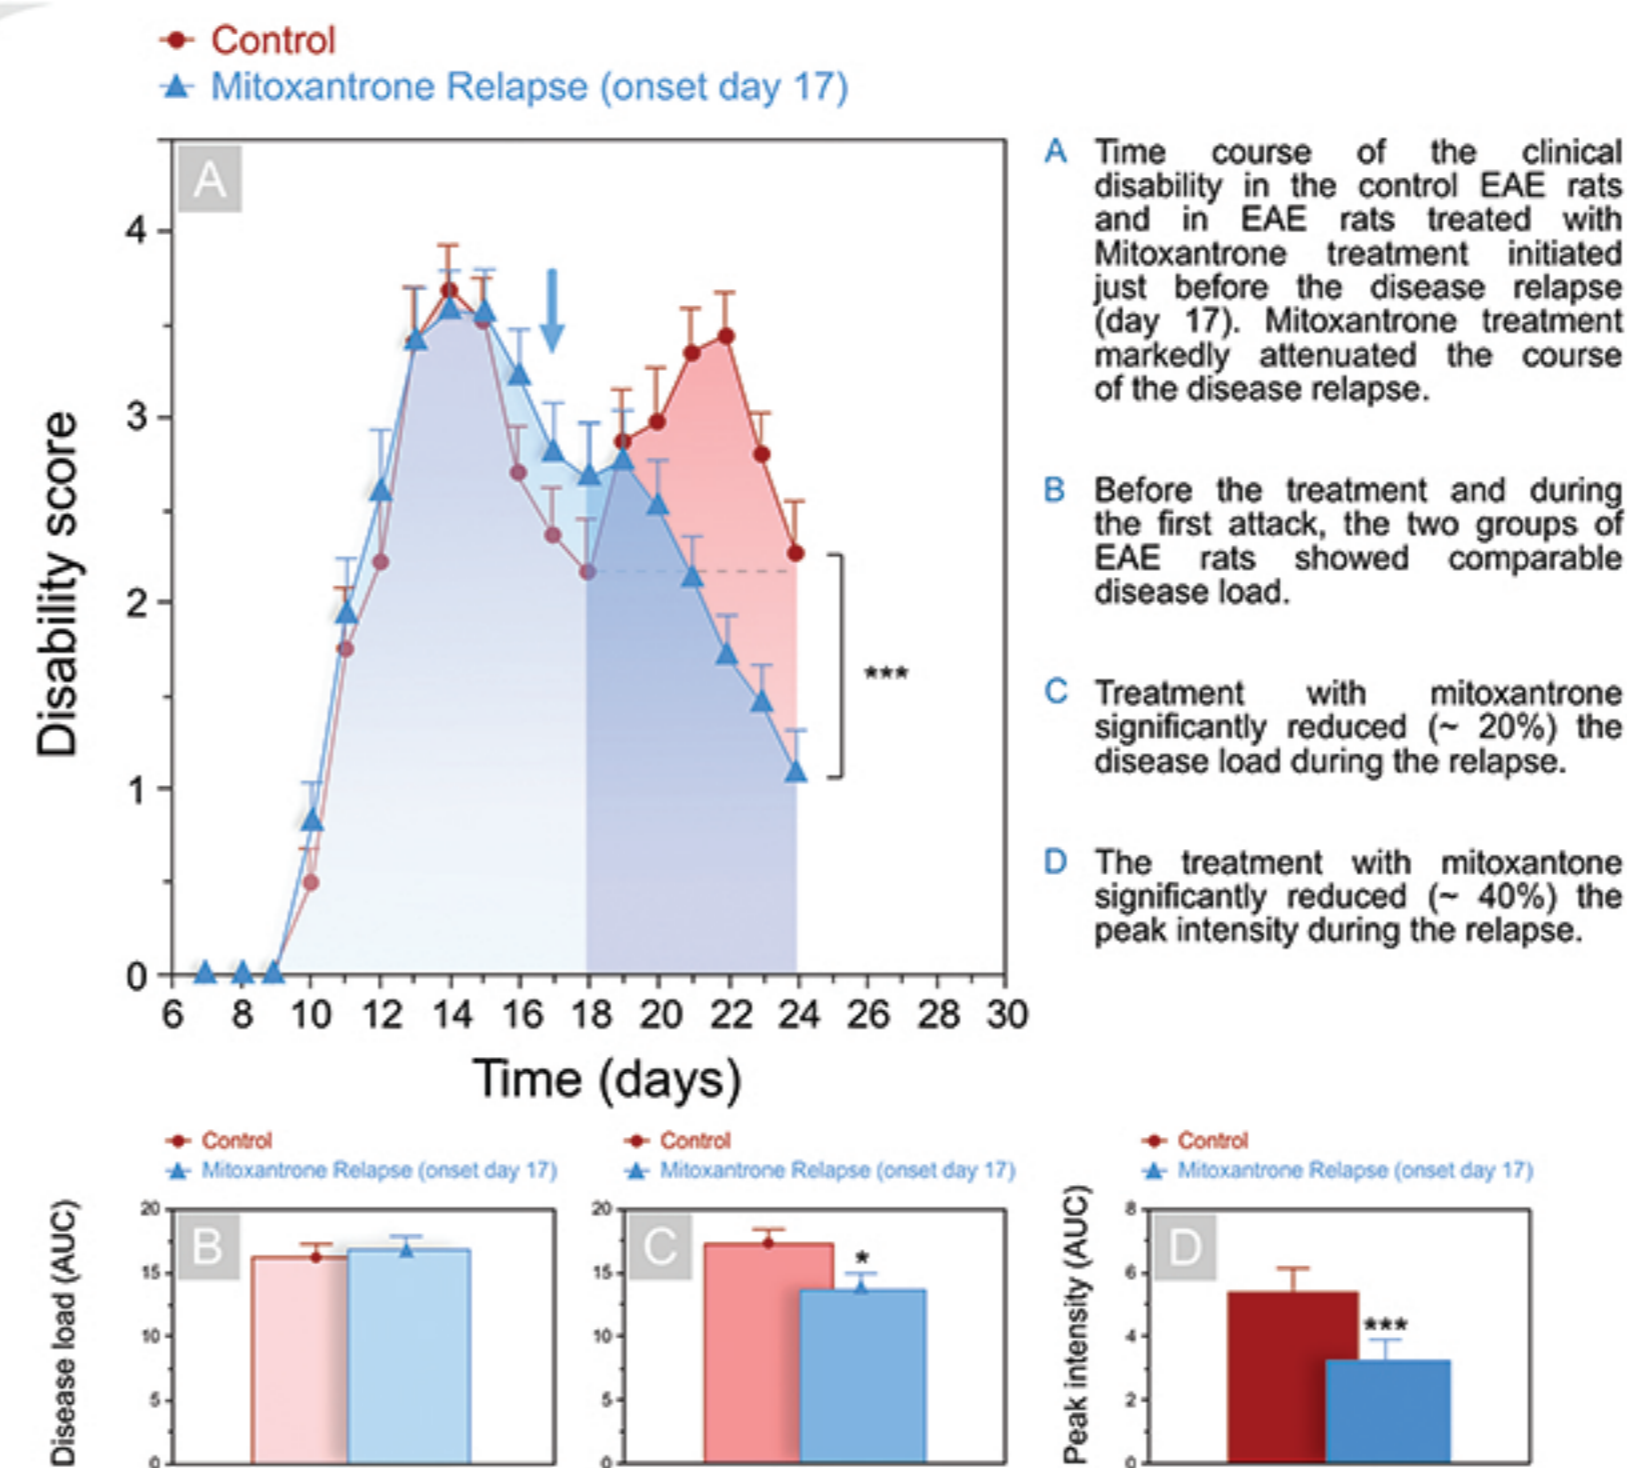 Control
Mitoxantrone Relapse (onset day 17)
A
4
3
2
1
0
Disability score
6 8 10 12 14 16 18 20 22 24 26 28 30
Time (days)
***
A Time course of the clinical
disability in the control EAE rats
and in EAE rats treated with
Mitoxantrone treatment initiated
just before the disease relapse
(day 17). Mitoxantrone treatment
markedly attenuated the course
of the disease relapse.
B Before the treatment and during
the first attack, the two groups of
EAE rats showed comparable
disease load.
C Treatment with mitoxantrone
significantly reduced (~ 20%) the
disease load during the relapse.
D The treatment with mitoxantone
significantly reduced (~ 40%) the
peak intensity during the relapse.
Control
Mitoxantrone Relapse (onset day 17)
B
20
15
10
5
0
Disease load (AUC)
Control
Mitoxantrone Relapse (onset day 17)
C
20
15
10
5
0
*
Control
Mitoxantrone Relapse (onset day 17)
D
8
6
4
2
0
Peak intensity (AUC)
***